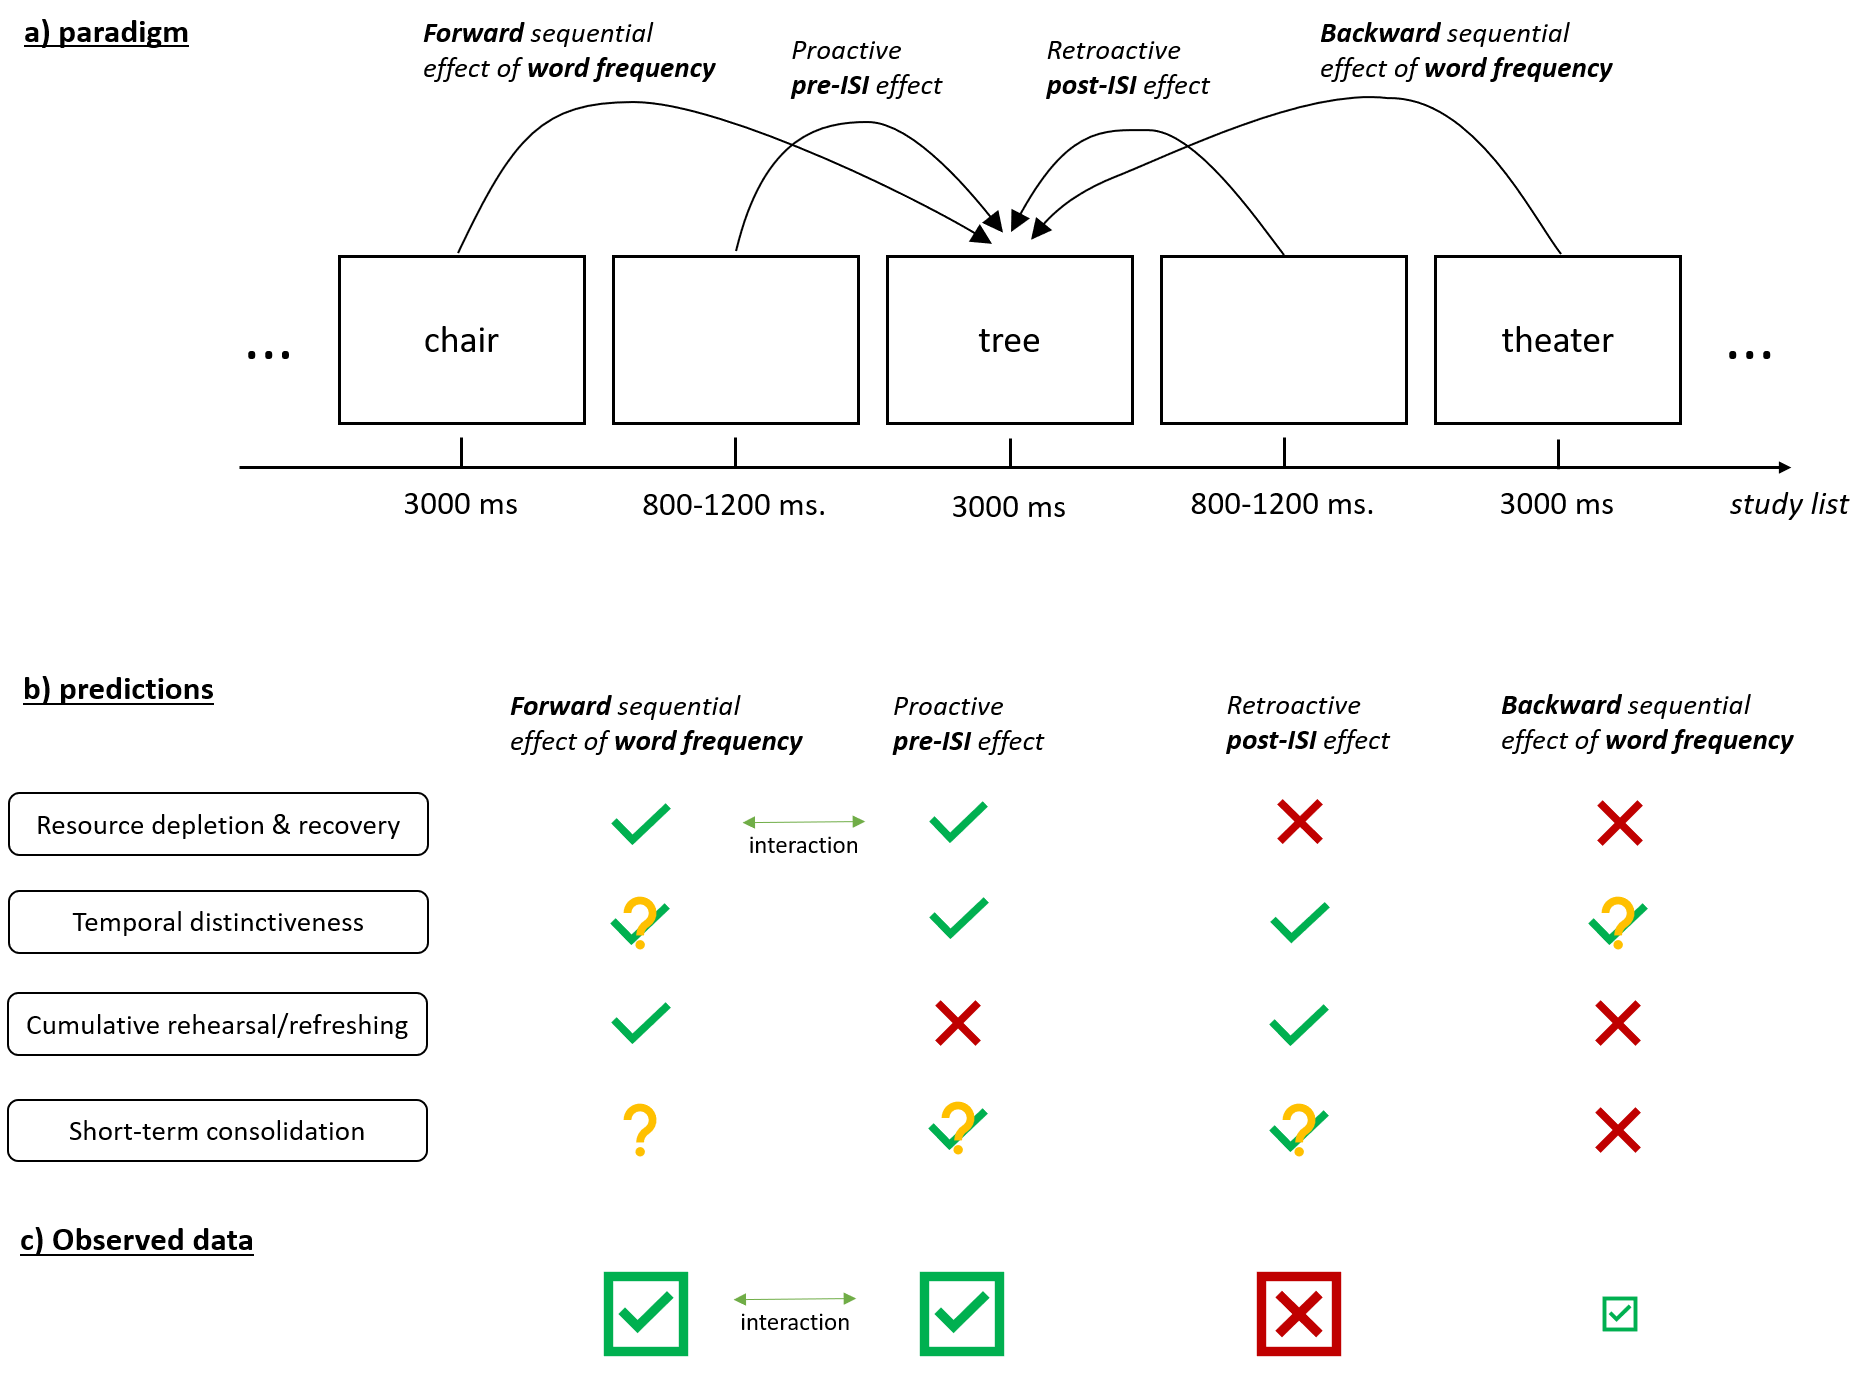 a) paradigm
Forward sequential
effect of word frequency
Proactive
pre-ISI effect
Retroactive
post-ISI effect
Backward sequential
effect of word frequency
...
chair
tree
theater
...
3000 ms
800-1200 ms.
3000 ms
800-1200 ms.
3000 ms
study list
b) predictions
Forward sequential
effect of word frequency
Proactive
pre-ISI effect
Retroactive
post-ISI effect
Backward sequential
effect of word frequency
Resource depletion & recovery
interaction
Temporal distinctiveness
?
?
Cumulative rehearsal/refreshing
Short-term consolidation
?
?
?
c) Observed data
interaction